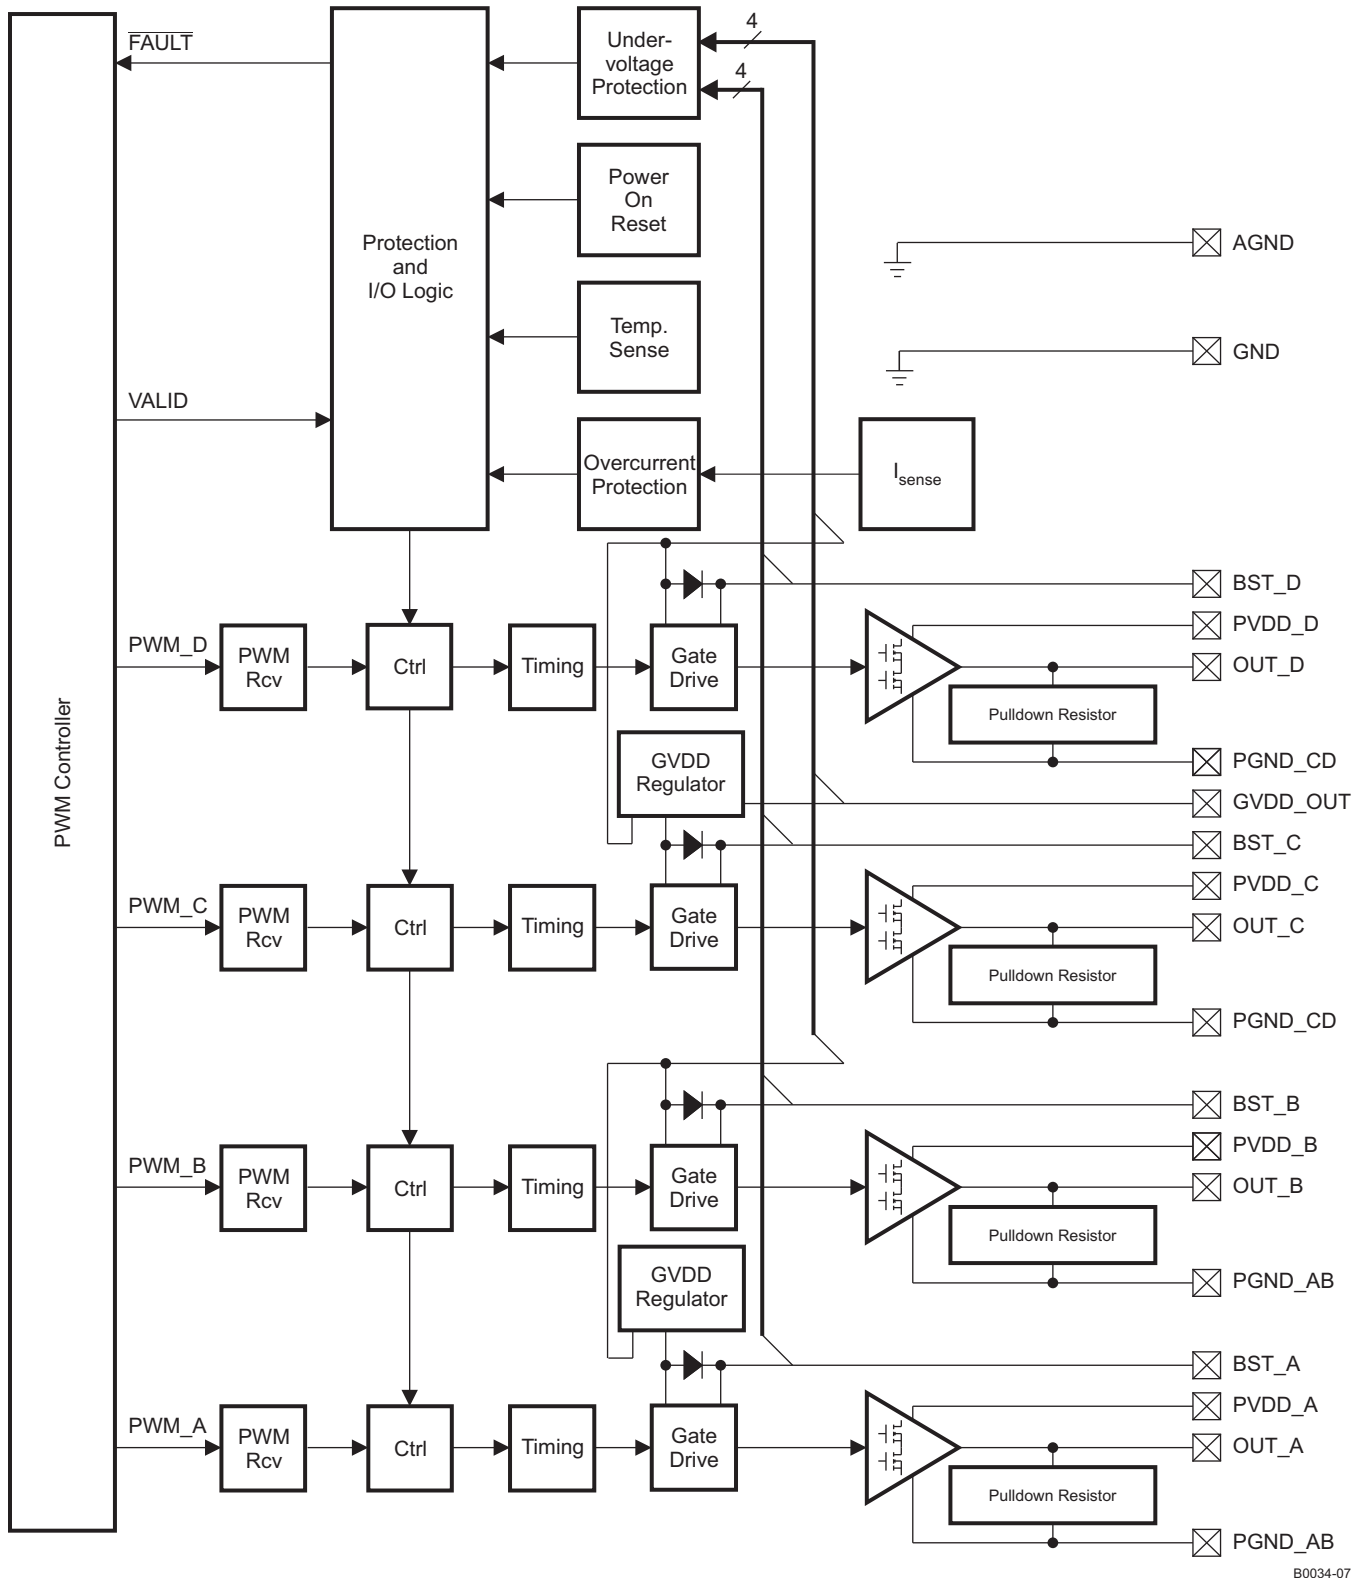 4
FAULT
Under-
voltage
Protection
4
Power
On
Reset
AGND
Protection
and
I/O Logic
Temp.
Sense
GND
VALID
Overcurrent
Protection
Isense
BST_D
PVDD_D
PWM_D
PWM
Rcv
Ctrl
Timing
Gate
Drive
OUT_D
Pulldown Resistor
PWM Controller
GVDD
Regulator
PGND_CD
GVDD_OUT
BST_C
PVDD_C
PWM_C
PWM
Rcv
Ctrl
Timing
Gate
Drive
OUT_C
Pulldown Resistor
PGND_CD
BST_B
PVDD_B
PWM_B
PWM
Rcv
Ctrl
Timing
Gate
Drive
OUT_B
Pulldown Resistor
GVDD
Regulator
PGND_AB
BST_A
PVDD_A
PWM_A
PWM
Rcv
Ctrl
Timing
Gate
Drive
OUT_A
Pulldown Resistor
PGND_AB
B0034-07